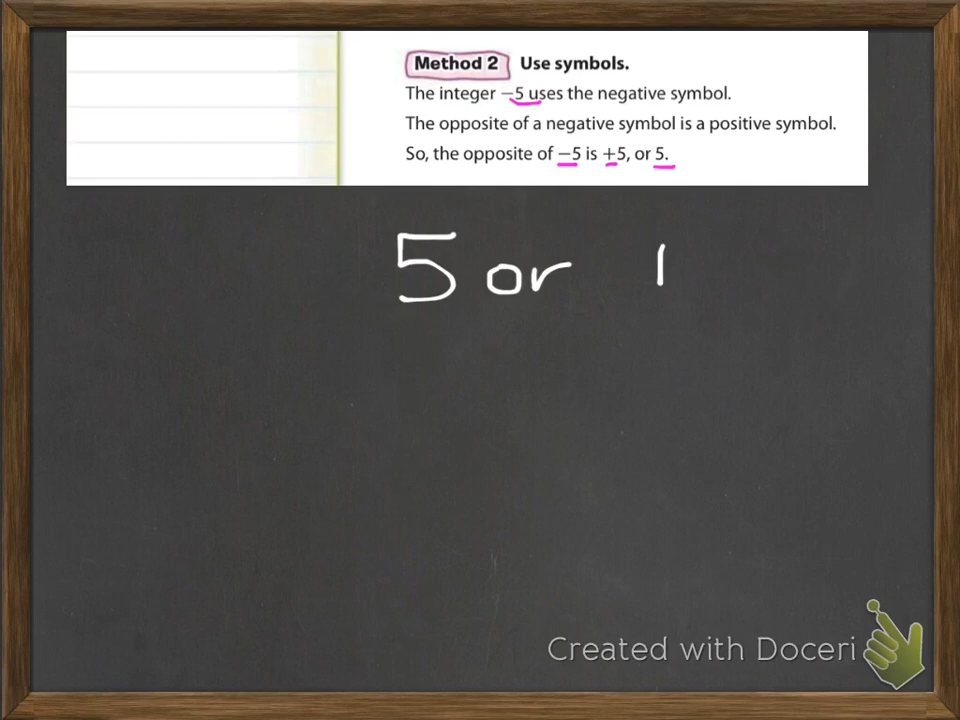 Method 2 Use symbols.
The integer −5 uses the negative symbol.
The opposite of a negative symbol is a positive symbol.
So, the opposite of −5 is +5, or 5.
5 or
Created with Doceri